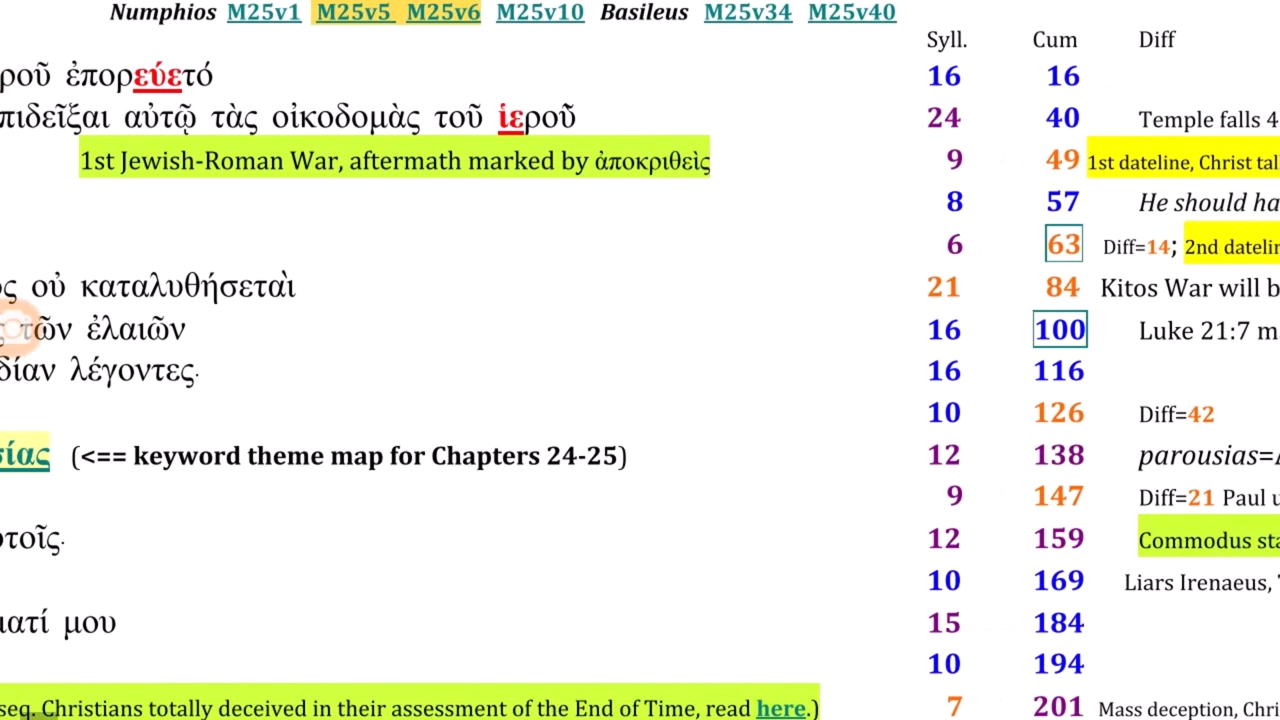 Numphios M25v1 M25v5 M25v6 M25v10 Basileus M25v34 M25v40
Syll. Cum Diff
ροῦ ἐπορεύετό 16 16
πιδεῖξαι αὐτῷ τὰς οἰκοδομὰς τοῦ ἱεροῦ 24 40 Temple falls 4
1st Jewish-Roman War, aftermath marked by ἀποκριθεὶς 9 49 1st dateline, Christ tal
8 57 He should ha
6 63 Diff=14; 2nd datelin
ς οὐ καταλυθήσεταὶ 21 84 Kitos War will b
ς τῶν ἐλαιῶν 16 100 Luke 21:7 m
δίαν λέγοντες· 16 116
10 126 Diff=42
σίας (<== keyword theme map for Chapters 24-25) 12 138 parousias=
9 147 Diff=21 Paul u
οτοῖς· 12 159 Commodus sta
10 169 Liars Irenaeus,
ματί μου 15 184
10 194
seq. Christians totally deceived in their assessment of the End of Time, read here.) 7 201 Mass deception, Chri